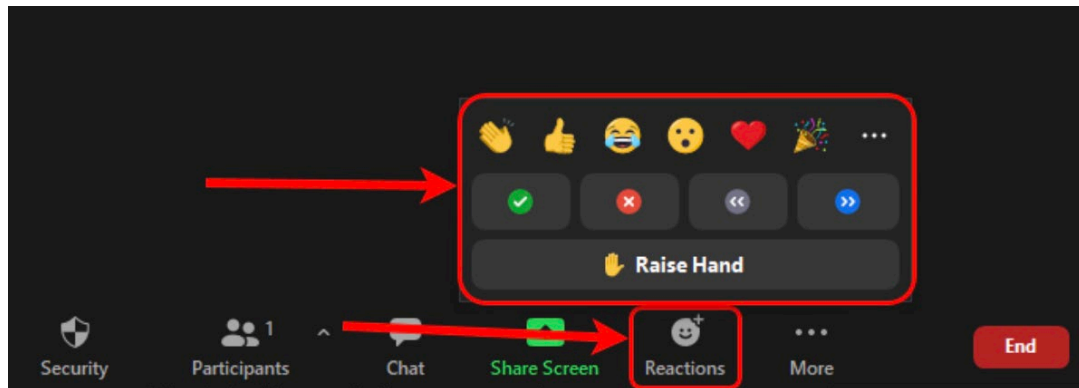 Raise Hand
1
Security
Participants
Chat
Share Screen
Reactions
More
End